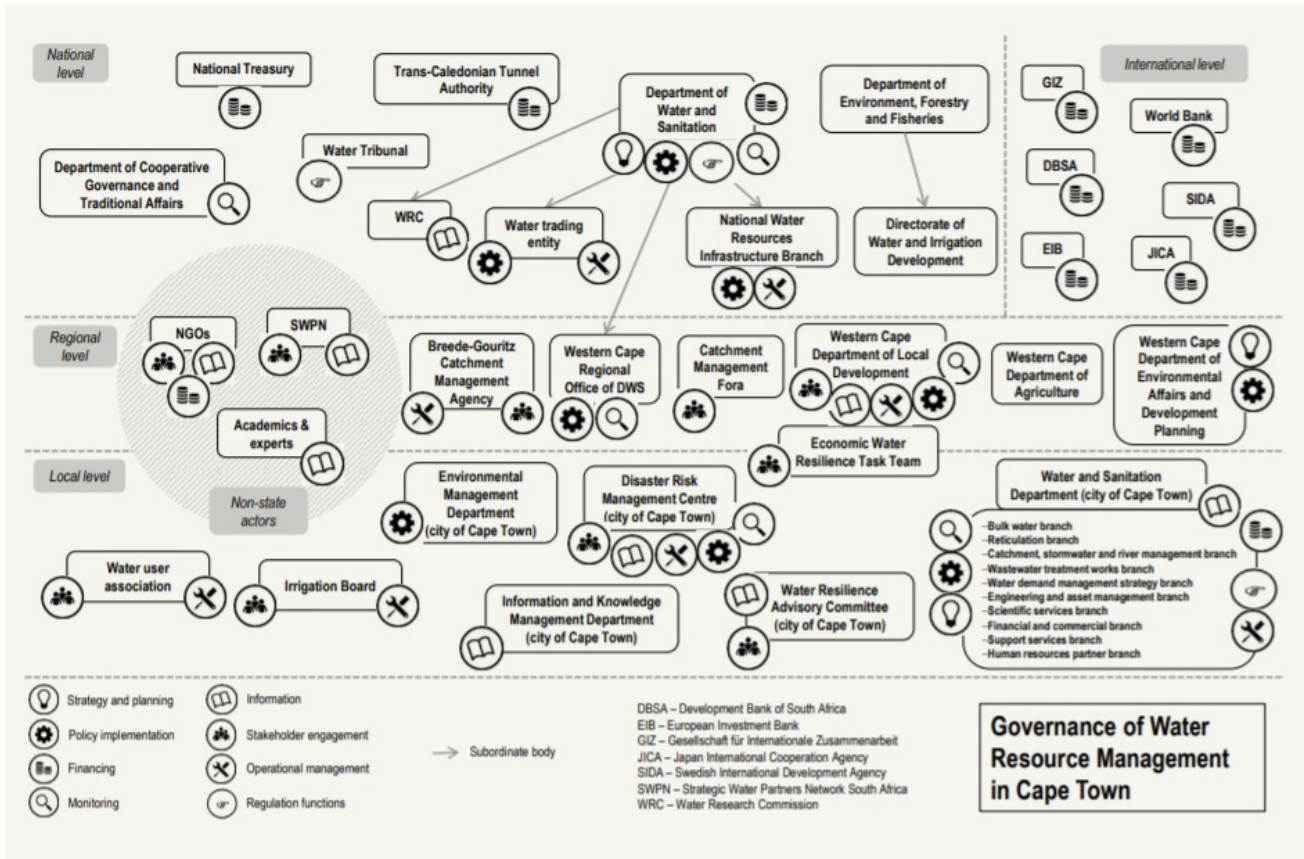 National
level
National Treasury
Trans-Caledonian Tunnel
Authority
Department of
Water and
Sanitation
Department of
Environment, Forestry
and Fisheries
International level
GIZ
World Bank
Water Tribunal
Department of Cooperative
Governance and
Traditional Affairs
DBSA
SIDA
WRC
Water trading
entity
National Water
Resources
Infrastructure Branch
Directorate of
Water and Irrigation
Development
EIB
JICA
Regional
level
NGOs
SWPN
Academics &
experts
Breede-Gouritz
Catchment
Management
Agency
Western Cape
Regional
Office of DWS
Catchment
Management
Fora
Western Cape
Department of Local
Development
Western Cape
Department of
Agriculture
Western Cape
Department of
Environmental
Affairs and
Development
Planning
Economic Water
Resilience Task Team
Local level
Non-state
actors
Environmental
Management
Department
(city of Cape Town)
Disaster Risk
Management Centre
(city of Cape Town)
Water and Sanitation
Department (city of Cape Town)
–Bulk water branch
–Reticulation branch
–Catchment, stormwater and river management branch
–Wastewater treatment works branch
–Water demand management strategy branch
–Engineering and asset management branch
–Scientific services branch
–Financial and commercial branch
–Support services branch
–Human resources partner branch
Water user
association
Irrigation Board
Information and Knowledge
Management Department
(city of Cape Town)
Water Resilience
Advisory Committee
(city of Cape Town)
Strategy and planning
Policy implementation
Financing
Monitoring
Information
Stakeholder engagement
Operational management
Regulation functions
Subordinate body
DBSA – Development Bank of South Africa
EIB – European Investment Bank
GIZ – Gesellschaft für Internationale Zusammenarbeit
JICA – Japan International Cooperation Agency
SIDA – Swedish International Development Agency
SWPN – Strategic Water Partners Network South Africa
WRC – Water Research Commission
Governance of Water
Resource Management
in Cape Town